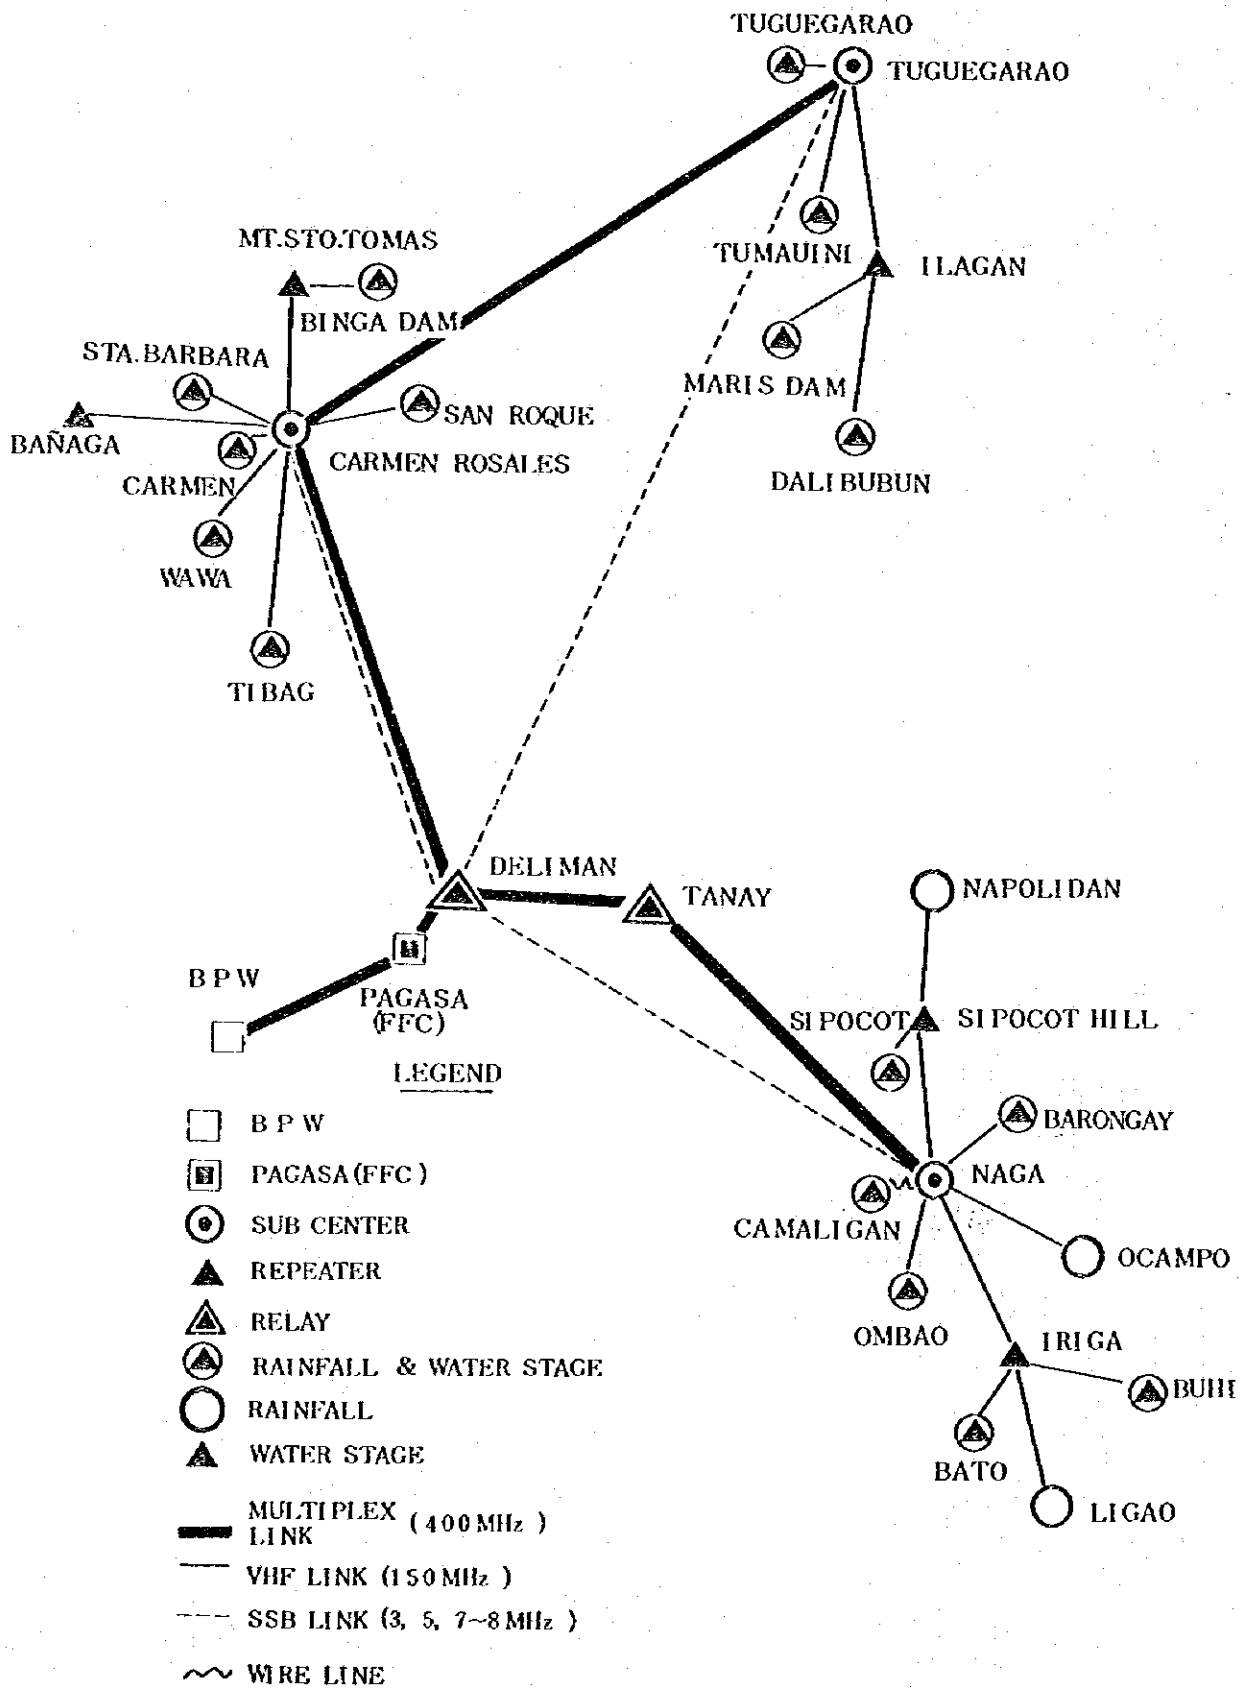 TUGUEGARAO
TUGUEGARAO
MT.STO.TOMAS
TUMAUINI
ILAGAN
BINGA DAM
STA.BARBARA
MARIS DAM
SAN ROQUE
BAÑAGA
CARMEN ROSALES
CARMEN
DALIBUBUN
WAWA
TIBAG
DELIMAN
TANAY
NAPOLIDAN
BPW
PAGASA
(FFC)
SIPOCOT
SIPOCOT HILL
BARONGAY
NAGA
CAMALIGAN
OCAMPO
OMBAO
IRIGA
BUHI
BATO
LIGAO
LEGEND
BPW
PAGASA(FFC)
SUB CENTER
REPEATER
RELAY
RAINFALL & WATER STAGE
RAINFALL
WATER STAGE
MULTIPLEX
LINK (400MHz)
VHF LINK (150MHz)
SSB LINK (3, 5, 7~8MHz)
WIRE LINE